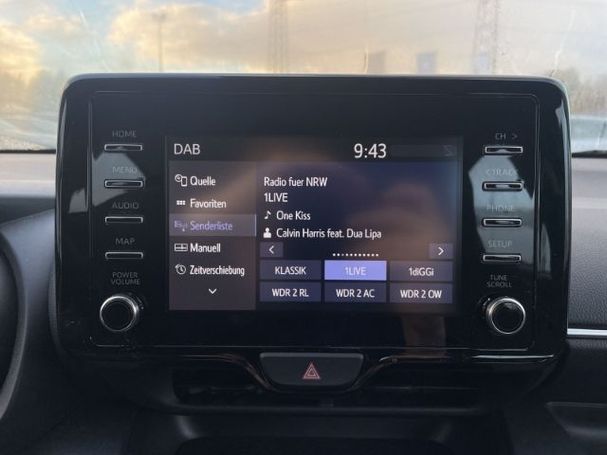 HOME
MENU
AUDIO
MAP
POWER
VOLUME
DAB
9:43
Quelle
Favoriten
Senderliste
Manuell
Zeitverschiebung
Radio fuer NRW
1LIVE
One Kiss
Calvin Harris feat. Dua Lipa
KLASSIK
1LIVE
1diGGi
WDR 2 RL
WDR 2 AC
WDR 2 OW
CH >
TRACK
PHONE
SETUP
TUNE
SCROLL